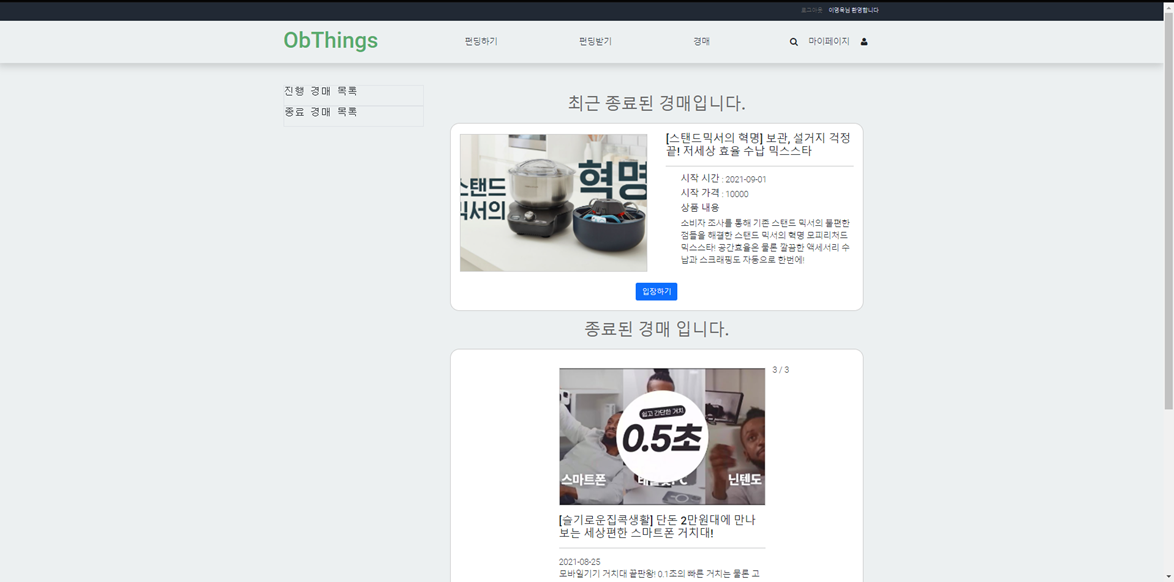 로그아웃 이명욱님 환영합니다
ObThings 펀딩하기 펀딩받기 경매 마이페이지
진행 경매 목록
종료 경매 목록
최근 종료된 경매입니다.
스탠드
믹서의
혁명
[스탠드믹서의 혁명] 보관, 설거지 걱정
끝! 저세상 효율 수납 믹스스타
시작 시간 : 2021-09-01
시작 가격 : 10000
상품 내용
소비자 조사를 통해 기존 스탠드 믹서의 불편한
점들을 해결한 스탠드 믹서의 혁명 모피리처드
믹스스타! 공간효율은 물론 깔끔한 액세서리 수
납과 스크래핑도 자동으로 한번에!
입장하기
종료된 경매 입니다.
3 / 3
쉽고 간단한 거치
0.5초
스마트폰
닌텐도
[슬기로운집콕생활] 단돈 2만원대에 만나
보는 세상편한 스마트폰 거치대!
2021-08-25
모바일기기 거치대 끝판왕! 0.1초의 빠른 거치는 물론 고